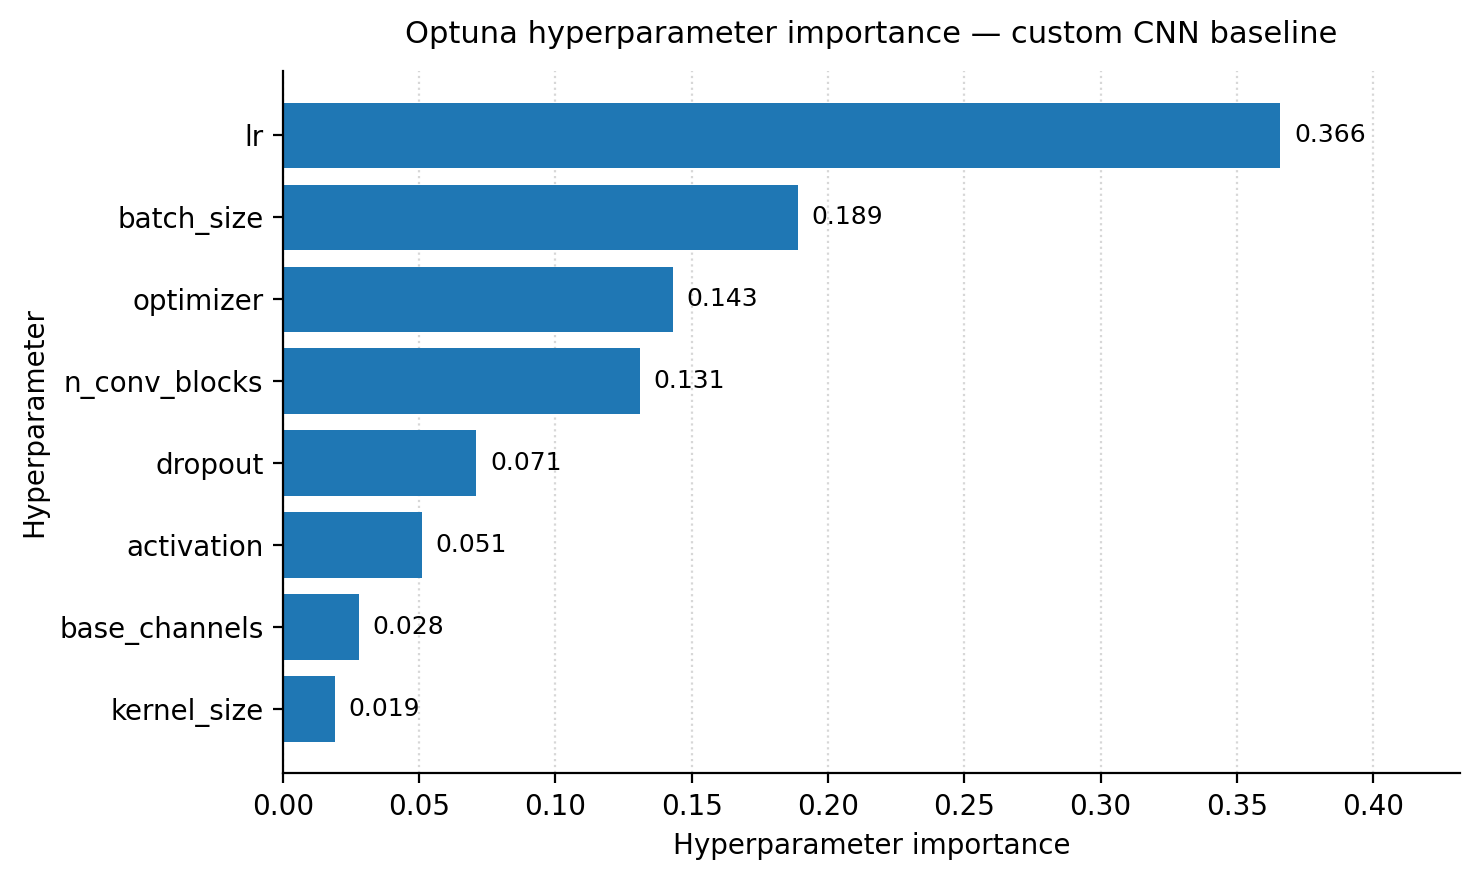 Optuna hyperparameter importance — custom CNN baseline
Hyperparameter
lr 0.366
batch_size 0.189
optimizer 0.143
n_conv_blocks 0.131
dropout 0.071
activation 0.051
base_channels 0.028
kernel_size 0.019
0.00 0.05 0.10 0.15 0.20 0.25 0.30 0.35 0.40
Hyperparameter importance